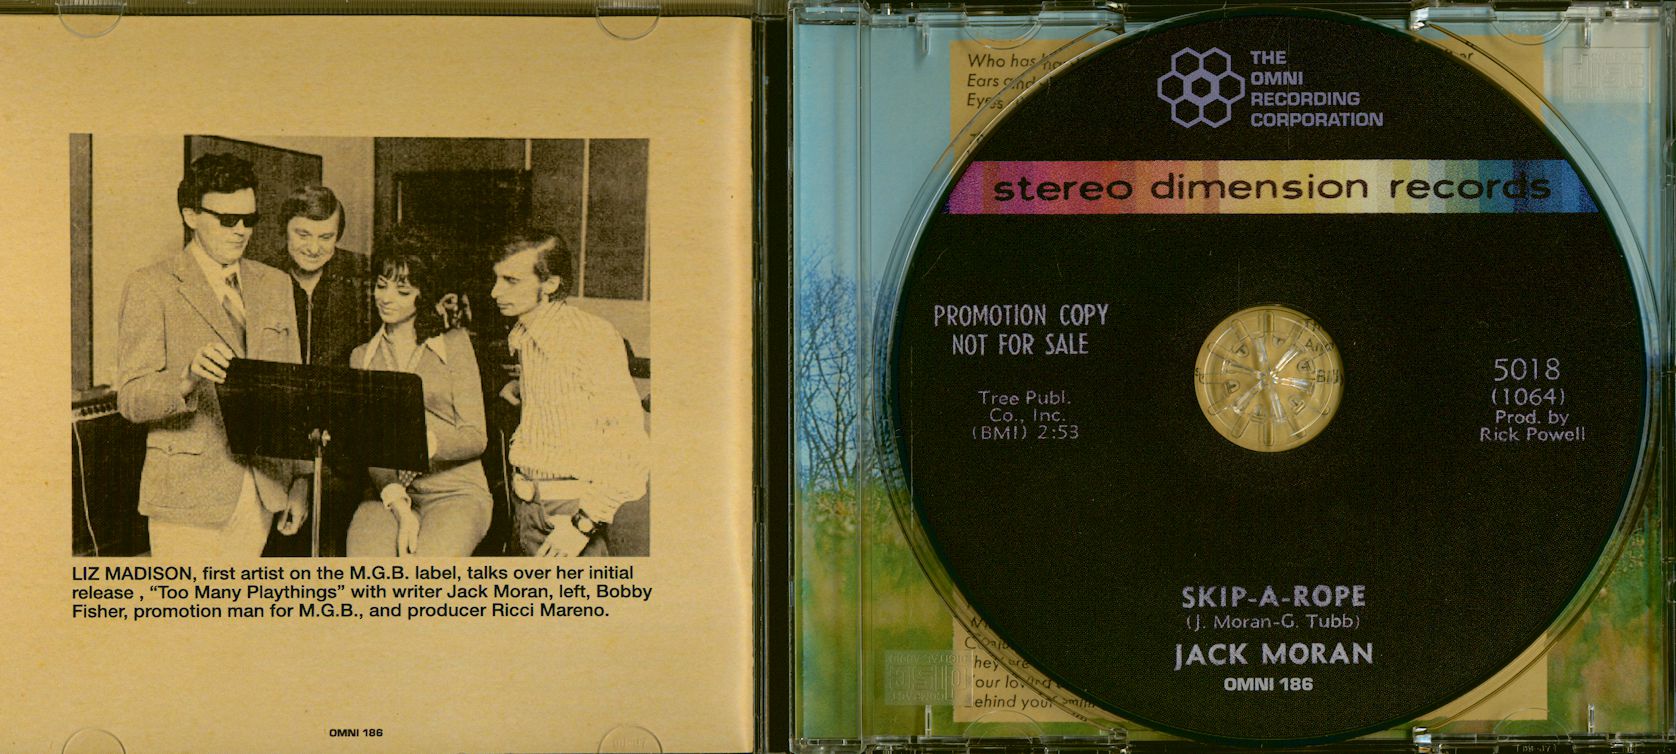 LIZ MADISON, first artist on the M.G.B. label, talks over her initial
release , “Too Many Playthings” with writer Jack Moran, left, Bobby
Fisher, promotion man for M.G.B., and producer Ricci Mareno.
OMNI 186
Who has
Ears and
Eyes
THE
OMNI
RECORDING
CORPORATION
stereo dimension records
PROMOTION COPY
NOT FOR SALE
Tree Publ.
Co., Inc.
(BMI) 2:53
5018
(1064)
Prod. by
Rick Powell
SKIP-A-ROPE
(J. Moran-G. Tubb)
JACK MORAN
OMNI 186